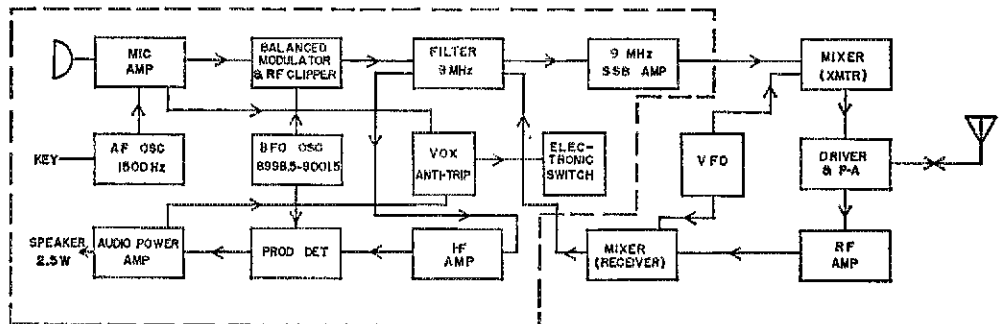 MIC
AMP
BALANCED
MODULATOR
& RF CLIPPER
FILTER
9 MHz
9 MHz
SSB AMP
MIXER
(XMTR)
KEY
AF OSC
1500 Hz
BFO OSC
8998.5-9001.5
VOX
ANTI-TRIP
ELEC-
TRONIC
SWITCH
VFO
DRIVER
& P-A
SPEAKER
2.5W
AUDIO POWER
AMP
PROD DET
I-F
AMP
MIXER
(RECEIVER)
RF
AMP